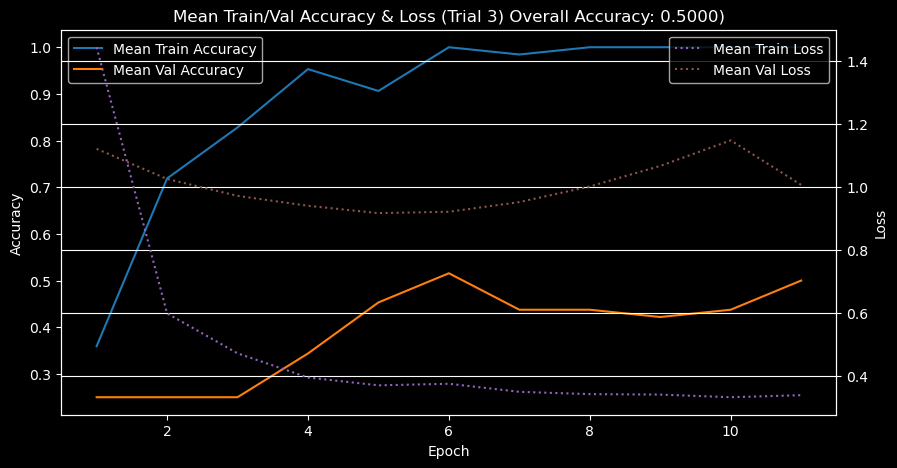 Mean Train/Val Accuracy & Loss (Trial 3) Overall Accuracy: 0.5000)
Mean Train Accuracy
Mean Val Accuracy
Mean Train Loss
Mean Val Loss
1.0
0.9
0.8
0.7
0.6
0.5
0.4
0.3
Accuracy
1.4
1.2
1.0
0.8
0.6
0.4
Loss
2 4 6 8 10
Epoch